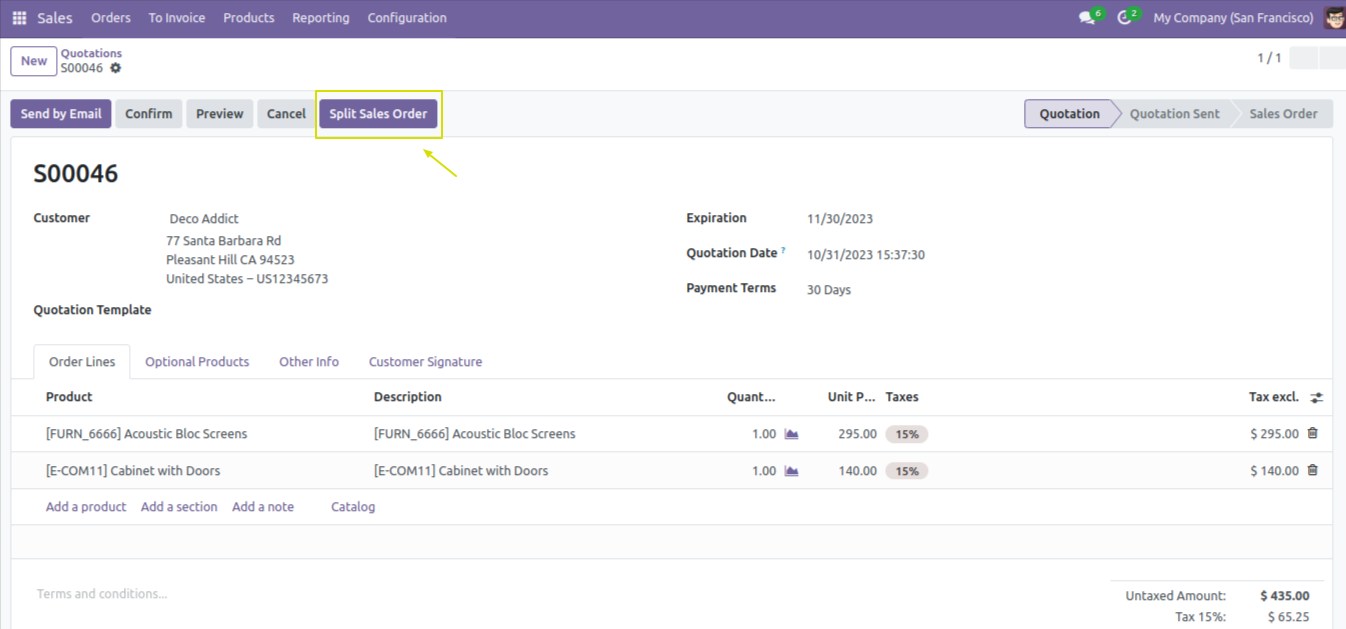 Sales Orders To Invoice Products Reporting Configuration 6 2 My Company (San Francisco)
New Quotations
S00046 1 / 1
Send by Email Confirm Preview Cancel Split Sales Order Quotation Quotation Sent Sales Order
S00046
Customer Deco Addict Expiration 11/30/2023
77 Santa Barbara Rd
Pleasant Hill CA 94523 Quotation Date ? 10/31/2023 15:37:30
United States – US12345673 Payment Terms 30 Days
Quotation Template
Order Lines Optional Products Other Info Customer Signature
Product Description Quant... Unit P... Taxes Tax excl.
[FURN_6666] Acoustic Bloc Screens [FURN_6666] Acoustic Bloc Screens 1.00 295.00 15% $ 295.00
[E-COM11] Cabinet with Doors [E-COM11] Cabinet with Doors 1.00 140.00 15% $ 140.00
Add a product Add a section Add a note Catalog
Terms and conditions... Untaxed Amount: $ 435.00
Tax 15%: $ 65.25